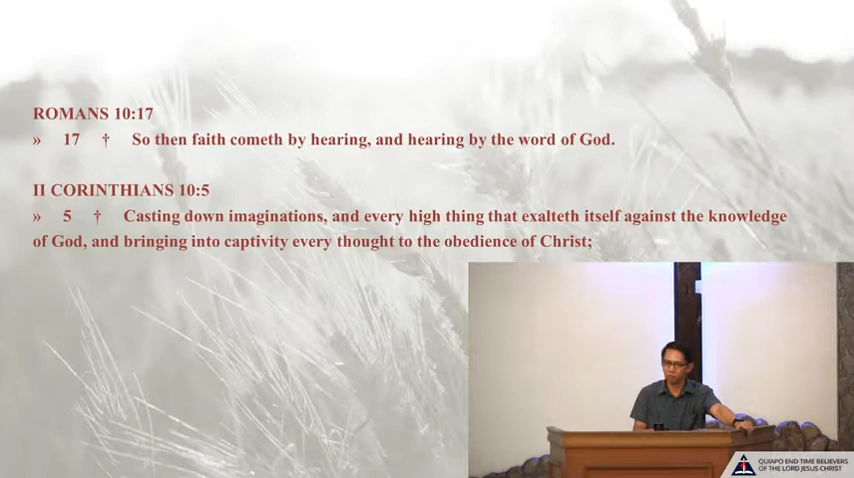 ROMANS 10:17
» 17 † So then faith cometh by hearing, and hearing by the word of God.
II CORINTHIANS 10:5
» 5 † Casting down imaginations, and every high thing that exalteth itself against the knowledge
of God, and bringing into captivity every thought to the obedience of Christ;
QUIAPO END TIME BELIEVERS
OF THE LORD JESUS CHRIST